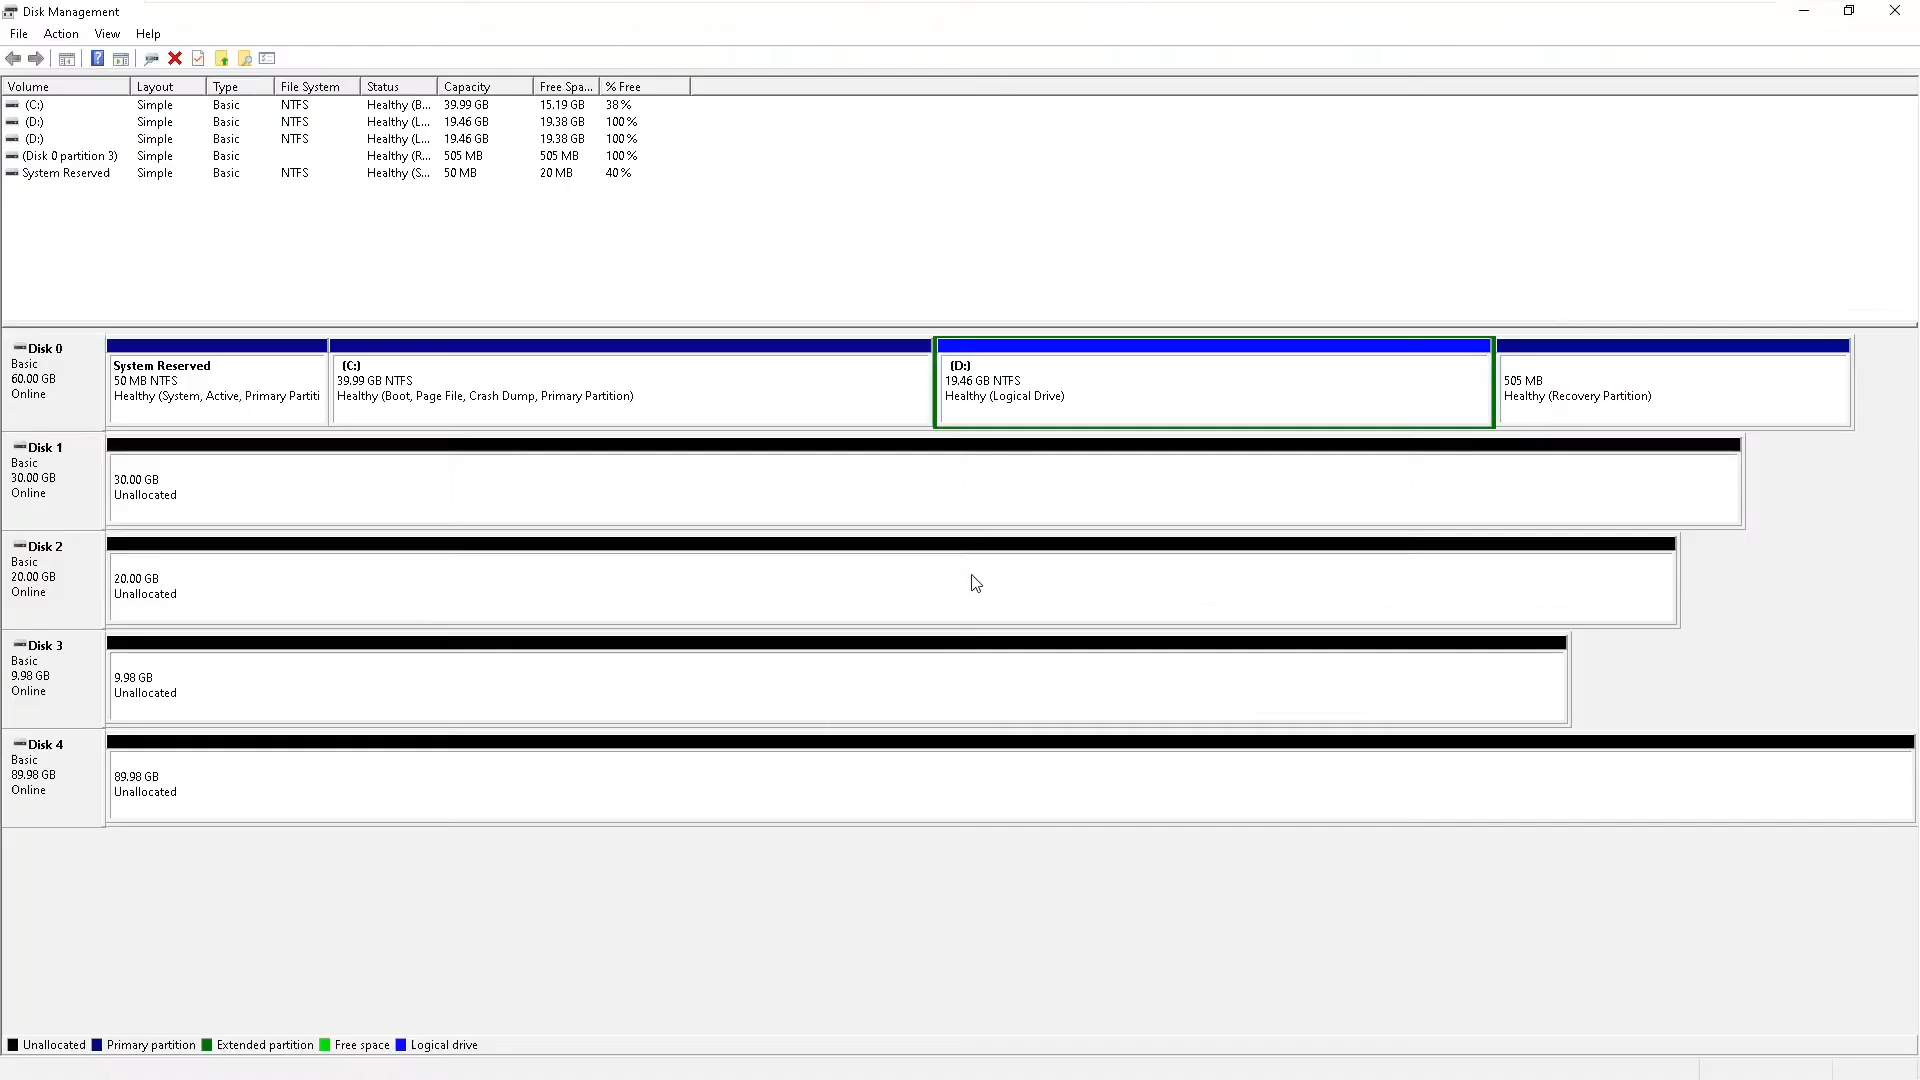 Disk Management
File Action View Help
Volume Layout Type File System Status Capacity Free Spa... % Free
(C:) Simple Basic NTFS Healthy (B... 39.99 GB 15.19 GB 38 %
(D:) Simple Basic NTFS Healthy (L... 19.46 GB 19.38 GB 100 %
(D:) Simple Basic NTFS Healthy (L... 19.46 GB 19.38 GB 100 %
(Disk 0 partition 3) Simple Basic Healthy (R... 505 MB 505 MB 100 %
System Reserved Simple Basic NTFS Healthy (S... 50 MB 20 MB 40 %
Disk 0
Basic
60.00 GB
Online
System Reserved
50 MB NTFS
Healthy (System, Active, Primary Partiti
(C:)
39.99 GB NTFS
Healthy (Boot, Page File, Crash Dump, Primary Partition)
(D:)
19.46 GB NTFS
Healthy (Logical Drive)
505 MB
Healthy (Recovery Partition)
Disk 1
Basic
30.00 GB
Online
30.00 GB
Unallocated
Disk 2
Basic
20.00 GB
Online
20.00 GB
Unallocated
Disk 3
Basic
9.98 GB
Online
9.98 GB
Unallocated
Disk 4
Basic
89.98 GB
Online
89.98 GB
Unallocated
Unallocated Primary partition Extended partition Free space Logical drive